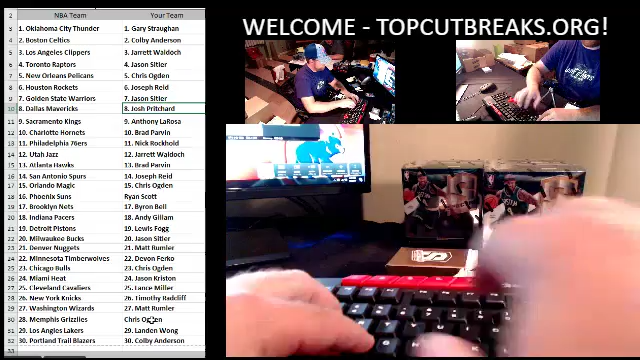 WELCOME - TOPCUTBREAKS.ORG!
NBA Team Your Team
1. Oklahoma City Thunder 1. Gary Straughan
2. Boston Celtics 2. Colby Anderson
3. Los Angeles Clippers 3. Jarrett Waldoch
4. Toronto Raptors 4. Jason Sitler
5. New Orleans Pelicans 5. Chris Ogden
6. Houston Rockets 6. Joseph Reid
7. Golden State Warriors 7. Jason Sitler
8. Dallas Mavericks 8. Josh Pritchard
9. Sacramento Kings 9. Anthony LaRosa
10. Charlotte Hornets 10. Brad Parvin
11. Philadelphia 76ers 11. Nick Rockhold
12. Utah Jazz 12. Jarrett Waldoch
13. Atlanta Hawks 13. Brad Parvin
14. San Antonio Spurs 14. Joseph Reid
15. Orlando Magic 15. Chris Ogden
16. Phoenix Suns Ryan Scott
17. Brooklyn Nets 17. Byron Bell
18. Indiana Pacers 18. Andy Gillam
19. Detroit Pistons 19. Lewis Fogg
20. Milwaukee Bucks 20. Jason Sitler
21. Denver Nuggets 21. Matt Rumler
22. Minnesota Timberwolves 22. Devon Ferko
23. Chicago Bulls 23. Chris Ogden
24. Miami Heat 24. Jason Kriston
25. Cleveland Cavaliers 25. Lance Miller
26. New York Knicks 26. Timothy Radcliff
27. Washington Wizards 27. Matt Rumler
28. Memphis Grizzlies Chris Ogden
29. Los Angles Lakers 29. Landen Wong
30. Portland Trail Blazers 30. Colby Anderson